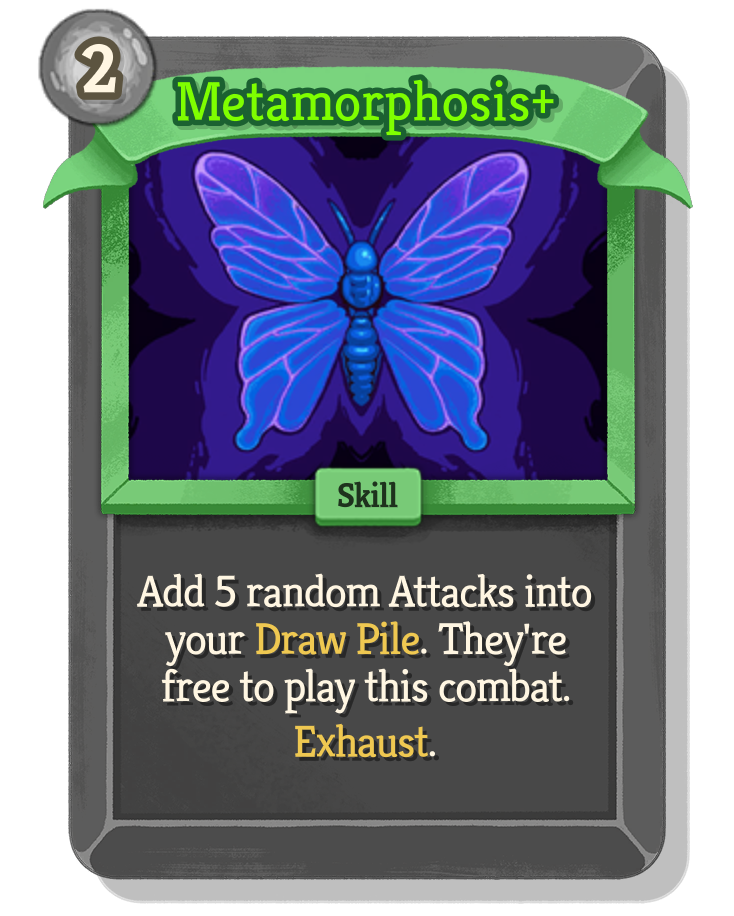 2
Metamorphosis+
Skill
Add 5 random Attacks into
your Draw Pile. They're
free to play this combat.
Exhaust.